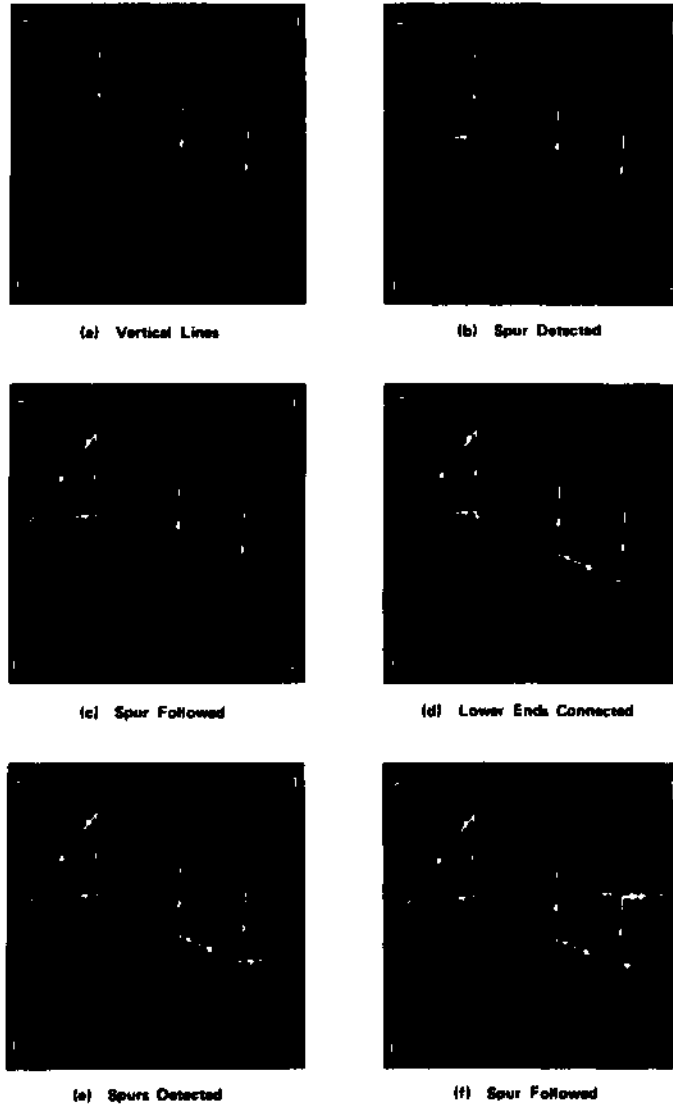 (a) Vertical Lines
(b) Spur Detected
(c) Spur Followed
(d) Lower Ends Connected
(e) Spurs Detected
(f) Spur Followed